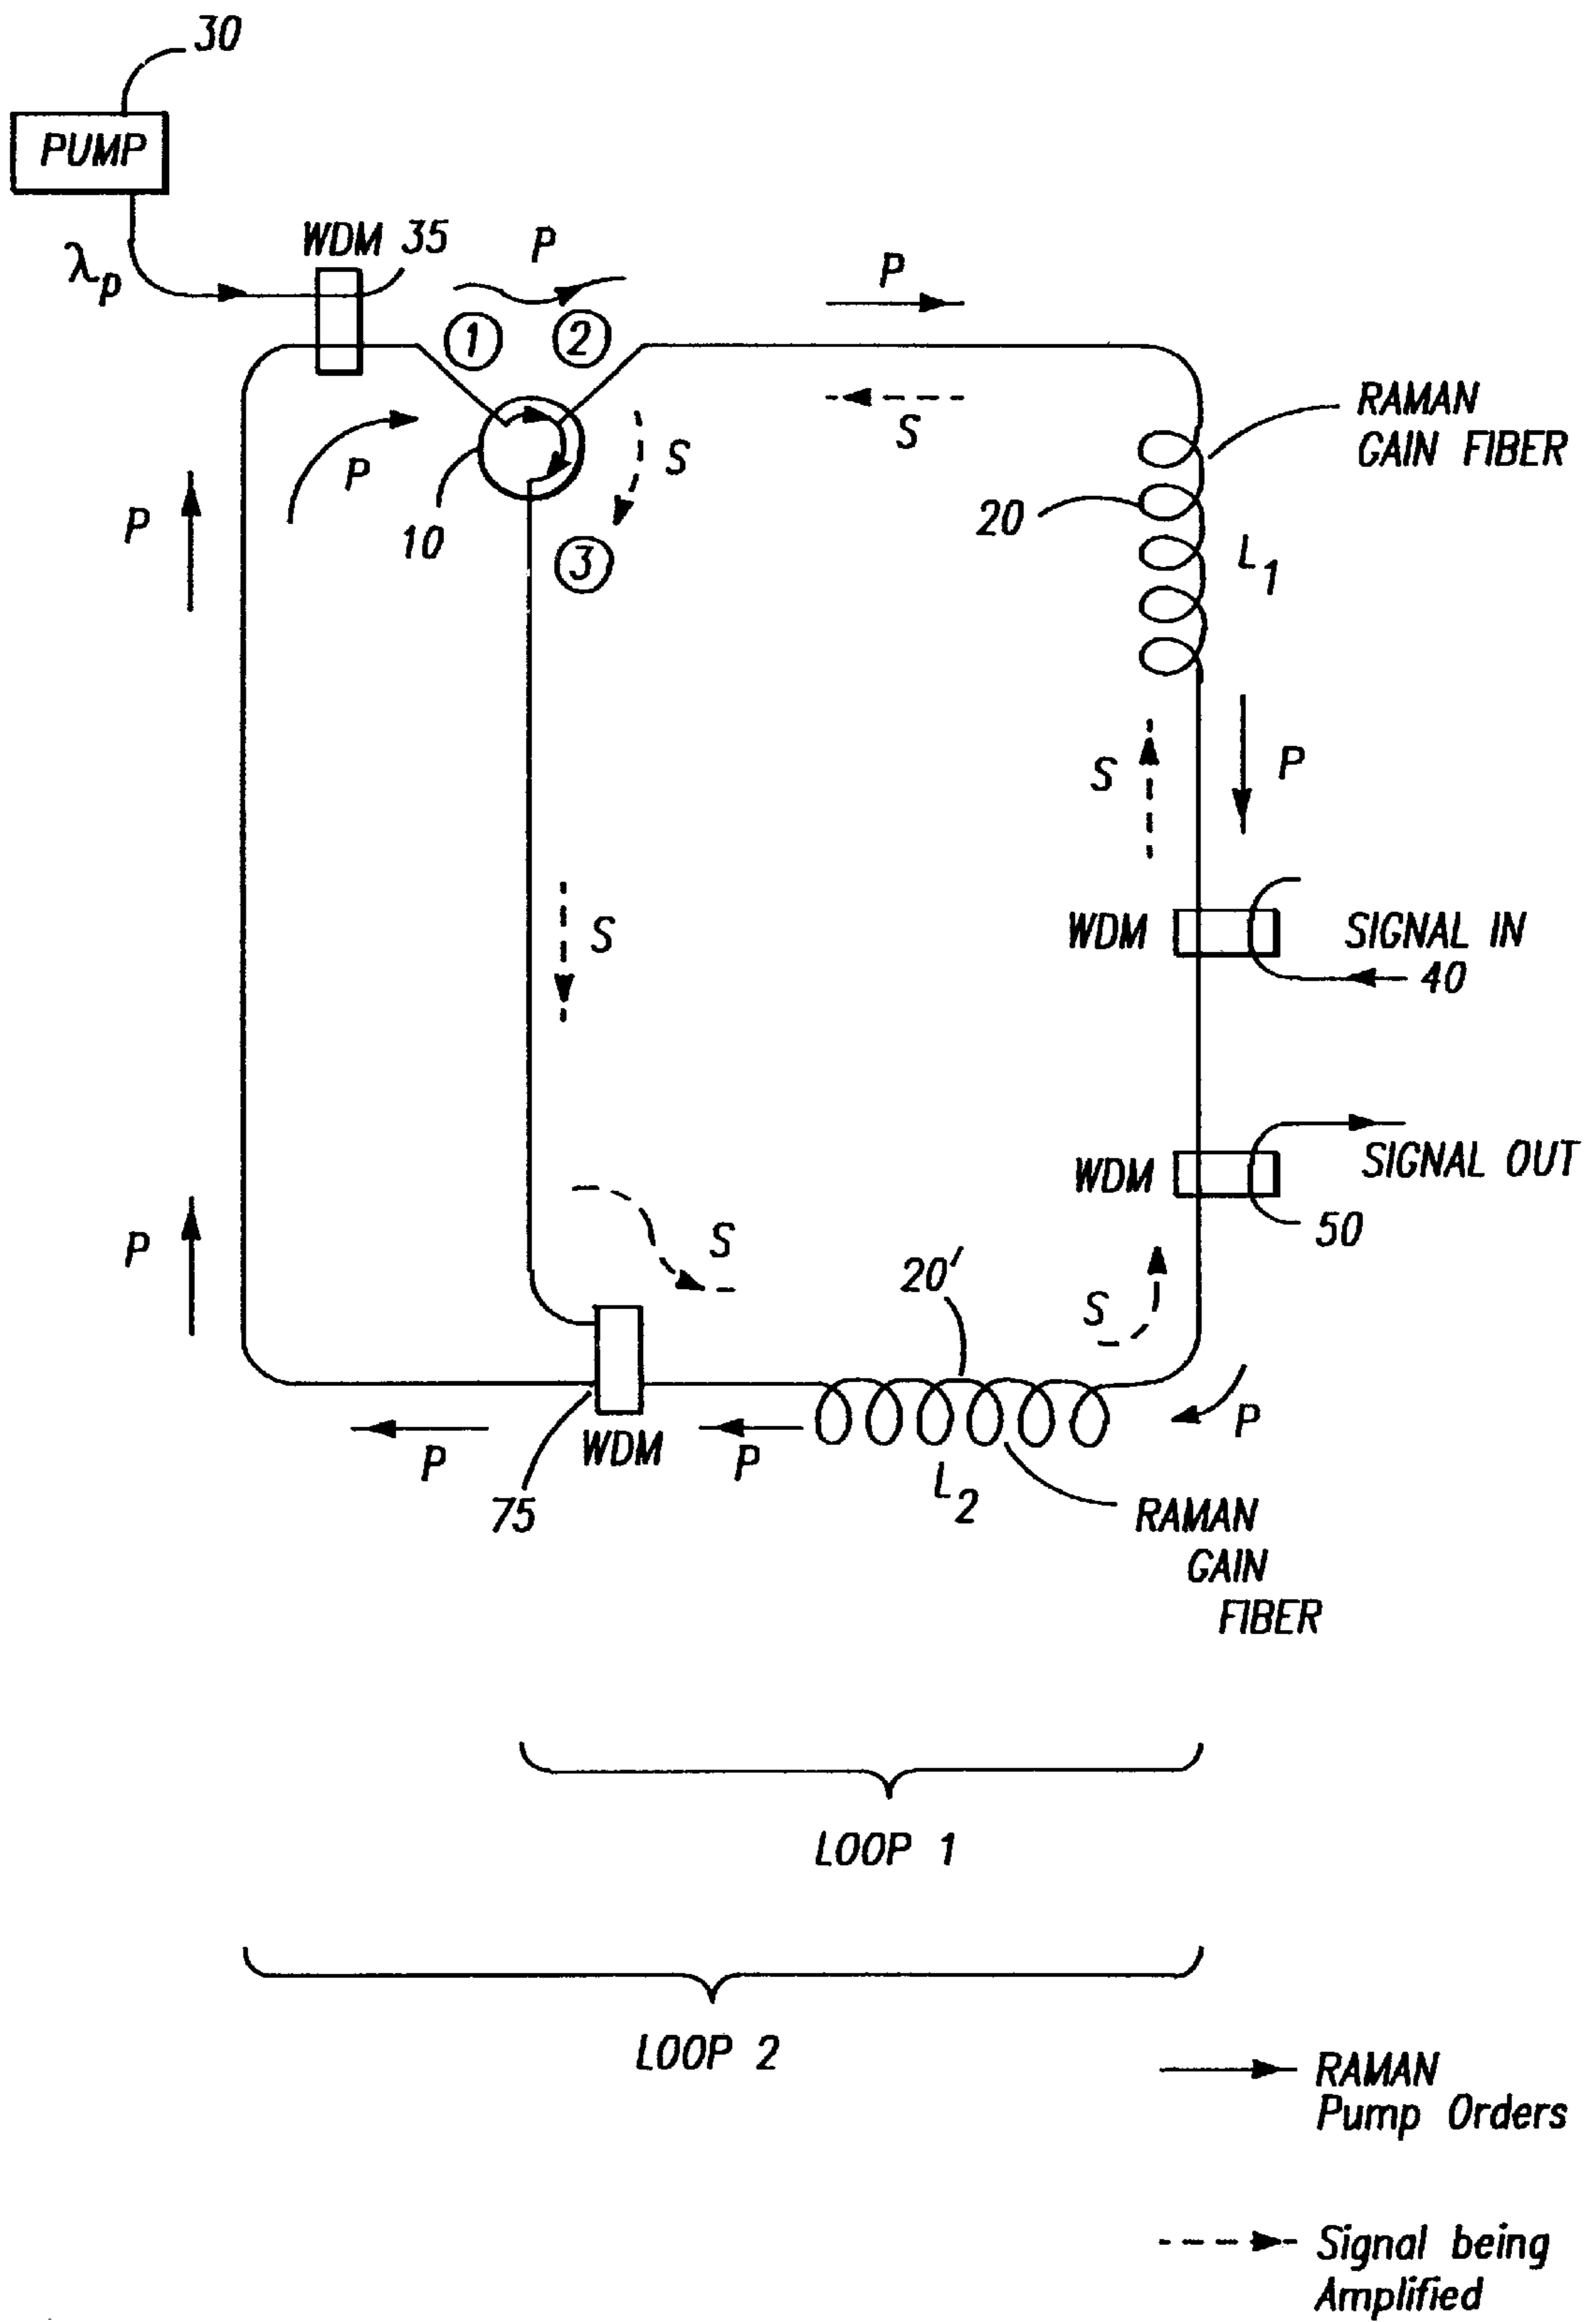 30
PUMP
λp
WDM 35
P
P
1
2
S
RAMAN
GAIN FIBER
P
S
P
10
20
3
L1
S
P
WDM
SIGNAL IN
S
40
WDM
SIGNAL OUT
50
P
S
20'
S
P
P
WDM
P
75
L2
RAMAN
GAIN
FIBER
LOOP 1
LOOP 2
RAMAN
Pump Orders
Signal being
Amplified